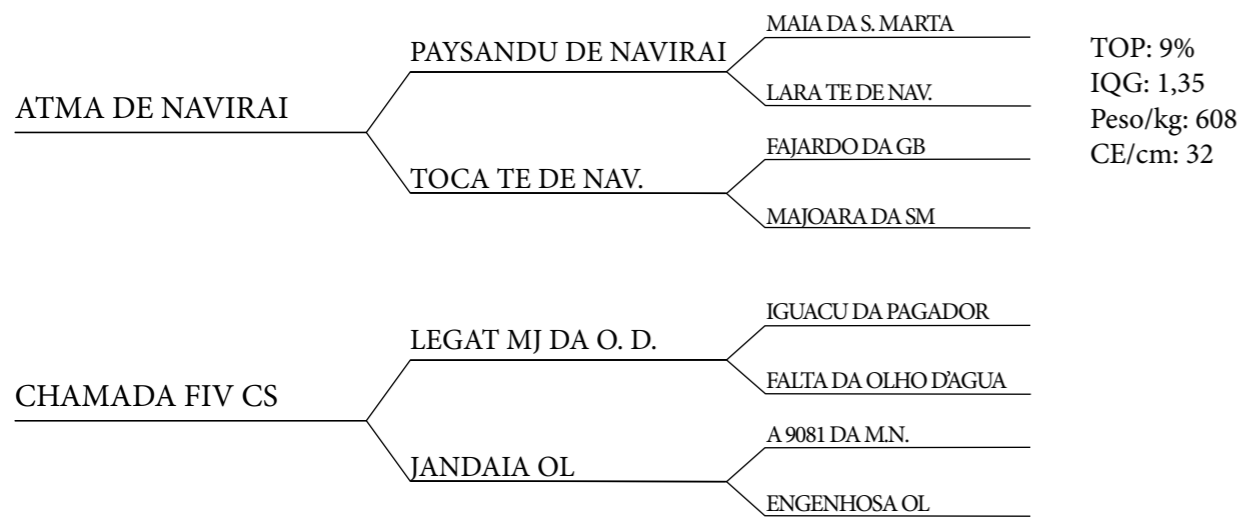 MAIA DA S. MARTA
PAYSANDU DE NAVIRAI
LARA TE DE NAV.
ATMA DE NAVIRAI
FAJARDO DA GB
TOCA TE DE NAV.
MAJOARA DA SM
TOP: 9%
IQG: 1,35
Peso/kg: 608
CE/cm: 32
IGUACU DA PAGADOR
LEGAT MJ DA O. D.
FALTA DA OLHO D'AGUA
CHAMADA FIV CS
A 9081 DA M.N.
JANDAIA OL
ENGENHOSA OL